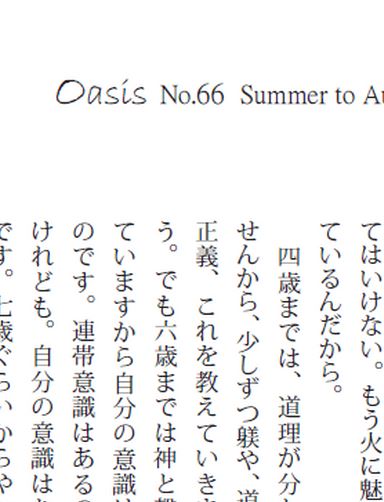 Oasis No.66 Summer to
てはいけない。もう火に魅
ているんだから。
四歳までは、道理が分
せんから、少しずつ躾や、道
正義、これを教えていき
う。でも六歳までは神と
ていますから自分の意識
のです。連帯意識はある
けれども。自分の意識は
です。七歳ぐらいからや